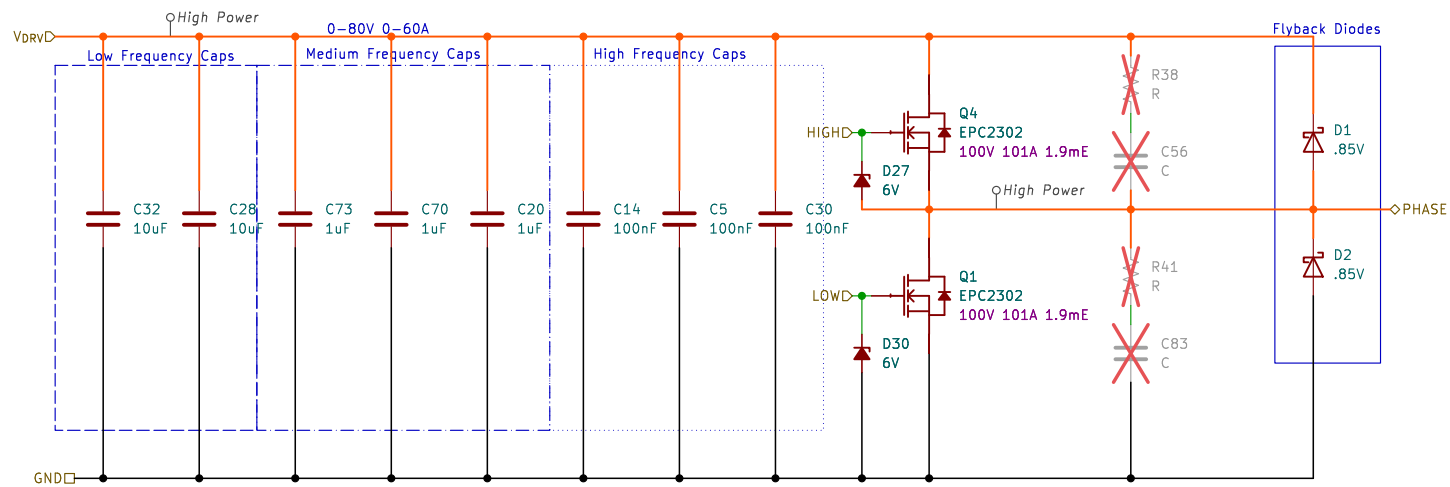 High Power
VDRV
0-80V 0-60A
Flyback Diodes
Low Frequency Caps
Medium Frequency Caps
High Frequency Caps
R38
R
Q4
EPC2302
100V 101A 1.9mE
HIGH
D1
.85V
C56
C
D27
6V
High Power
C32
10uF
C28
10uF
C73
1uF
C70
1uF
C20
1uF
C14
100nF
C5
100nF
C30
100nF
PHASE
D2
.85V
R41
R
Q1
EPC2302
100V 101A 1.9mE
LOW
D30
6V
C83
C
GND